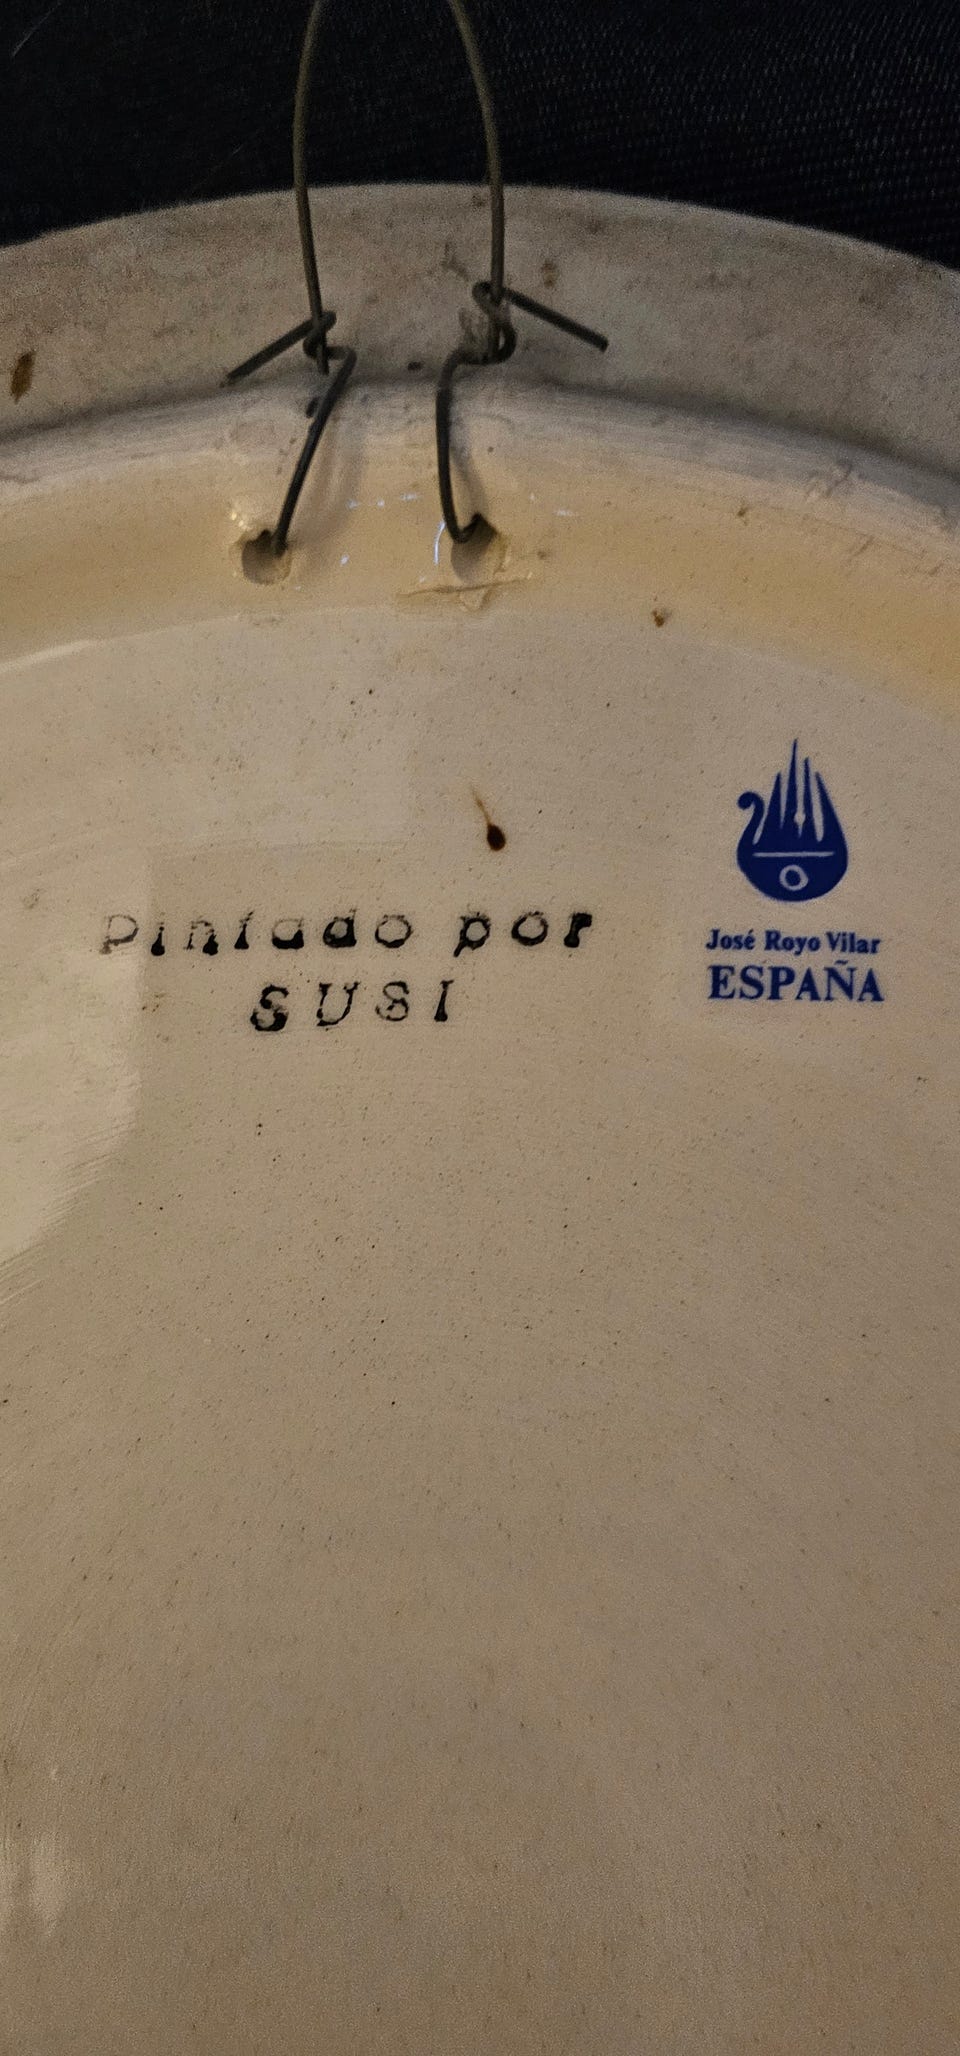 Pintado por
SUSI
José Royo Vilar
ESPAÑA